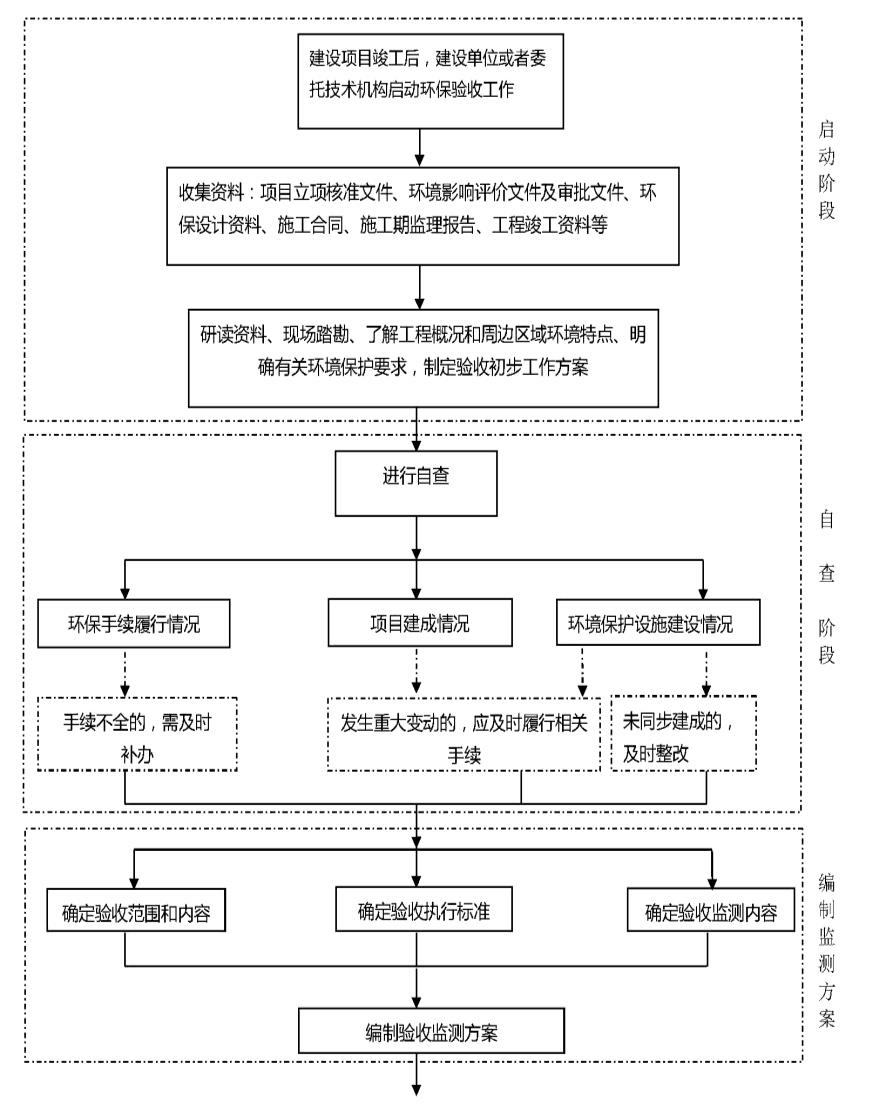 建设项目竣工后，建设单位或者委
托技术机构启动环保验收工作
收集资料：项目立项核准文件、环境影响评价文件及审批文件、环
保设计资料、施工合同、施工期监理报告、工程竣工资料等
研读资料、现场踏勘、了解工程概况和周边区域环境特点、明
确有关环境保护要求，制定验收初步工作方案
启动阶段
进行自查
环保手续履行情况
项目建成情况
环境保护设施建设情况
手续不全的，需及时
补办
发生重大变动的，应及时履行相关
手续
未同步建成的，
及时整改
自查阶段
确定验收范围和内容
确定验收执行标准
确定验收监测内容
编制验收监测方案
编制监测方案